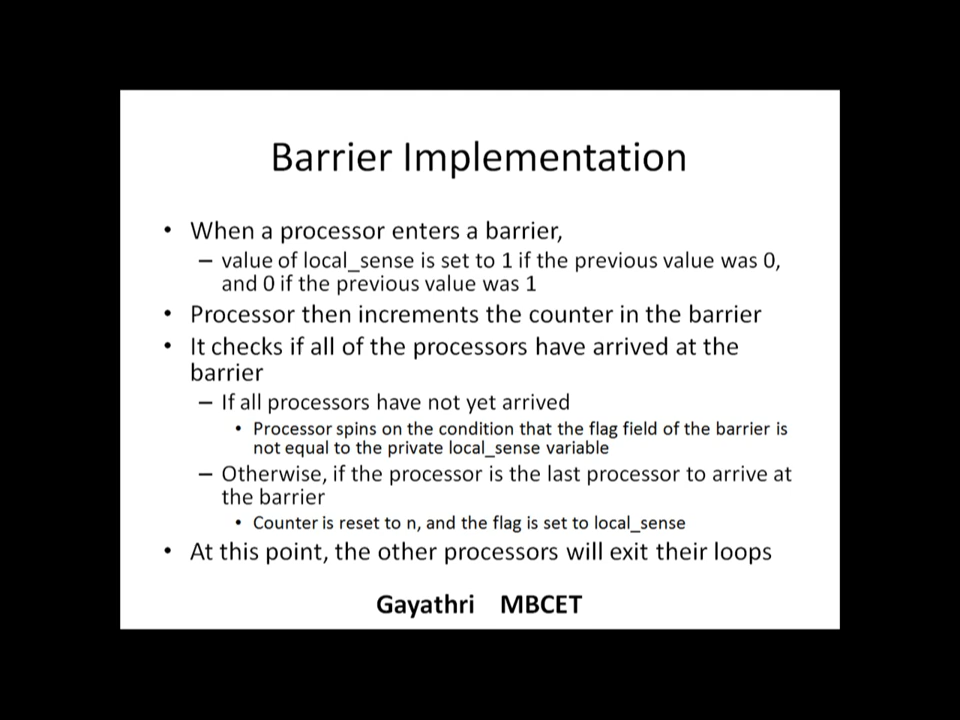 Barrier Implementation
• When a processor enters a barrier,
– value of local_sense is set to 1 if the previous value was 0,
and 0 if the previous value was 1
• Processor then increments the counter in the barrier
• It checks if all of the processors have arrived at the
barrier
– If all processors have not yet arrived
• Processor spins on the condition that the flag field of the barrier is
not equal to the private local_sense variable
– Otherwise, if the processor is the last processor to arrive at
the barrier
• Counter is reset to n, and the flag is set to local_sense
• At this point, the other processors will exit their loops
Gayathri MBCET